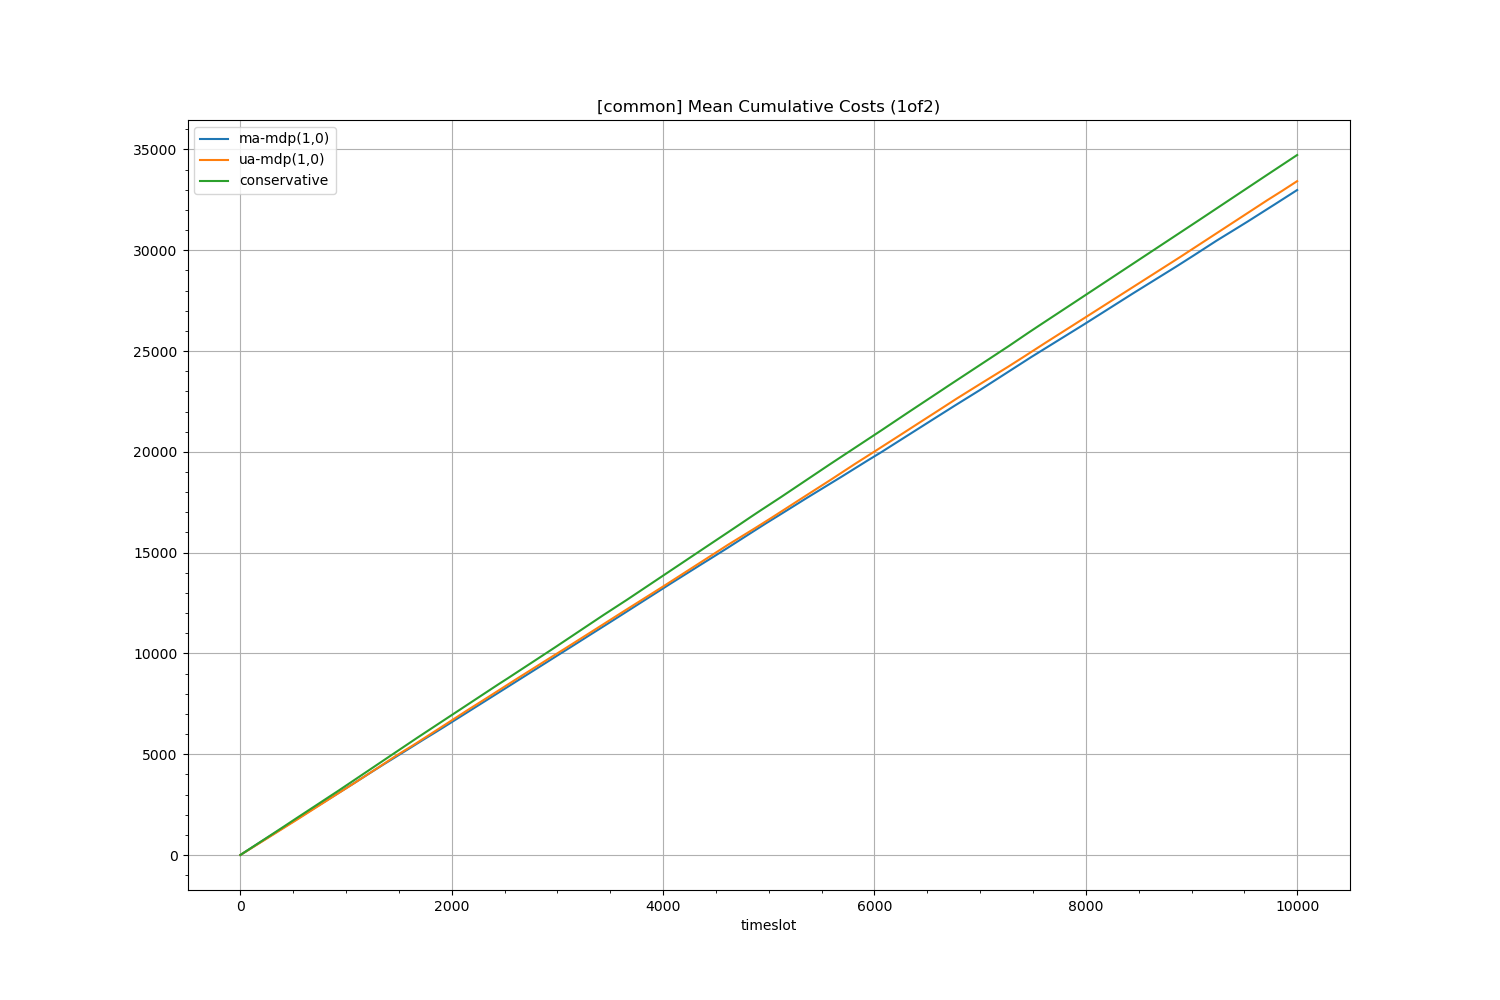 [common] Mean Cumulative Costs (1of2)
ma-mdp(1,0)
ua-mdp(1,0)
conservative
35000
30000
25000
20000
15000
10000
5000
0
0 2000 4000 6000 8000 10000
timeslot